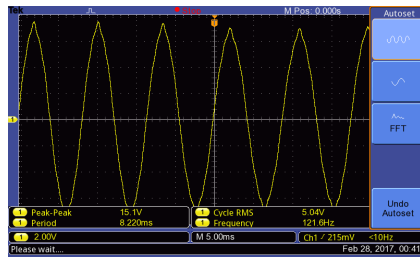 Tek
M Pos: 0.000s
Autoset
FFT
Undo
Autoset
1
1 Peak-Peak 15.1V
1 Period 8.220ms
1 Cycle RMS 5.04V
1 Frequency 121.6Hz
1 2.00V M 5.00ms Ch1 / 215mV <10Hz
Please wait.... Feb 28, 2017, 00:41